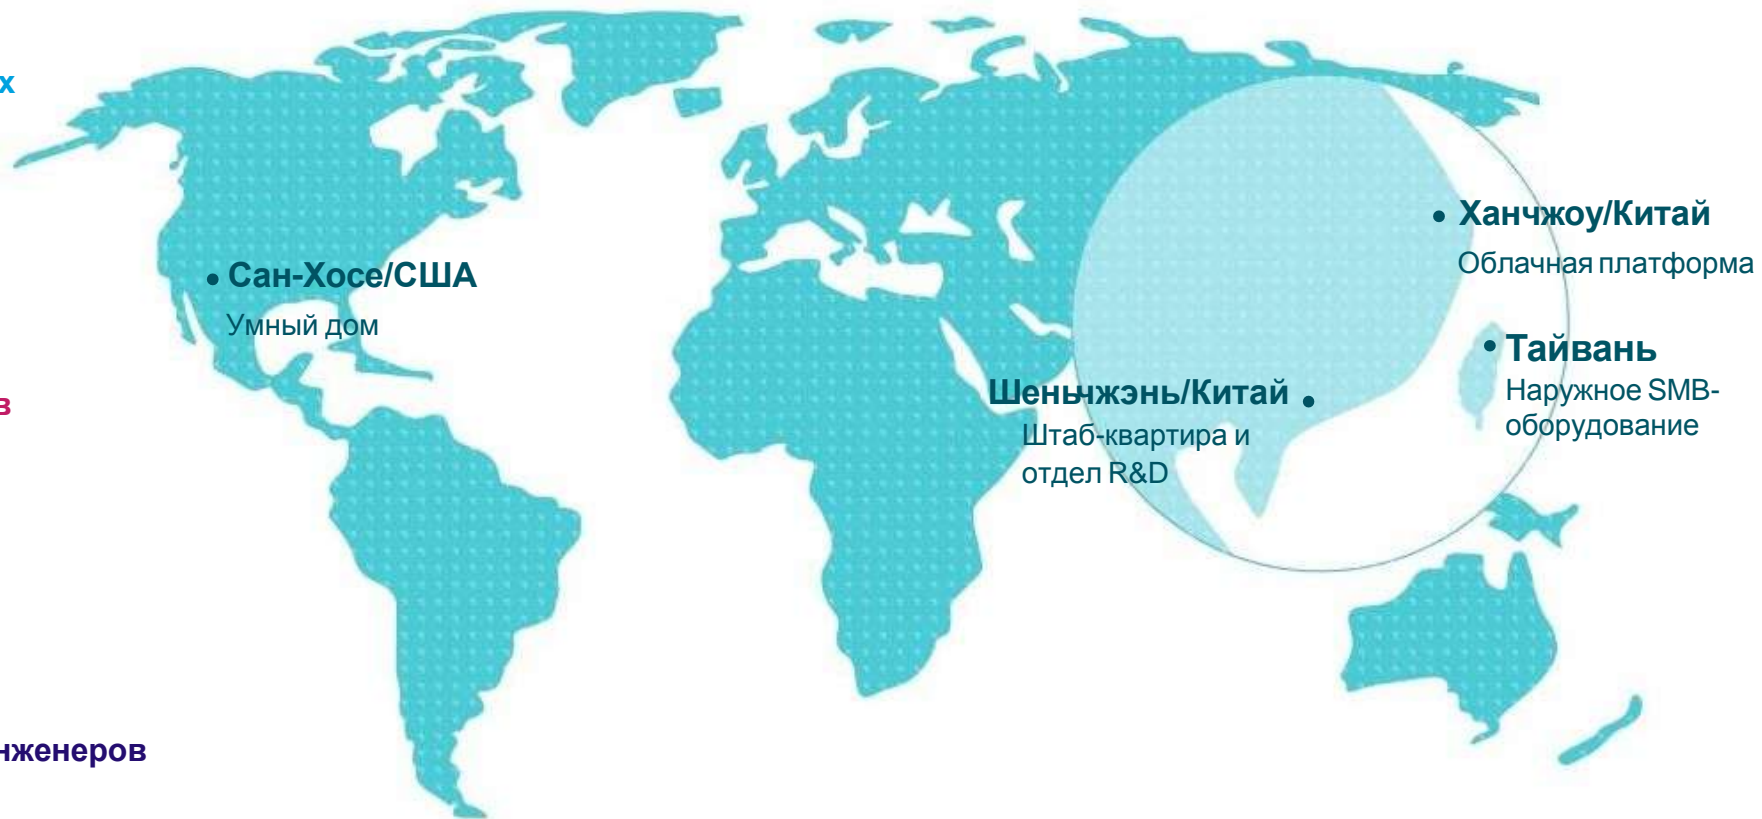 х
Ханчжоу/Китай
Облачная платформа
Сан-Хосе/США
Умный дом
Тайвань
Наружное SMB-
оборудование
Шеньчжэнь/Китай
Штаб-квартира и
отдел R&D
в
нженеров